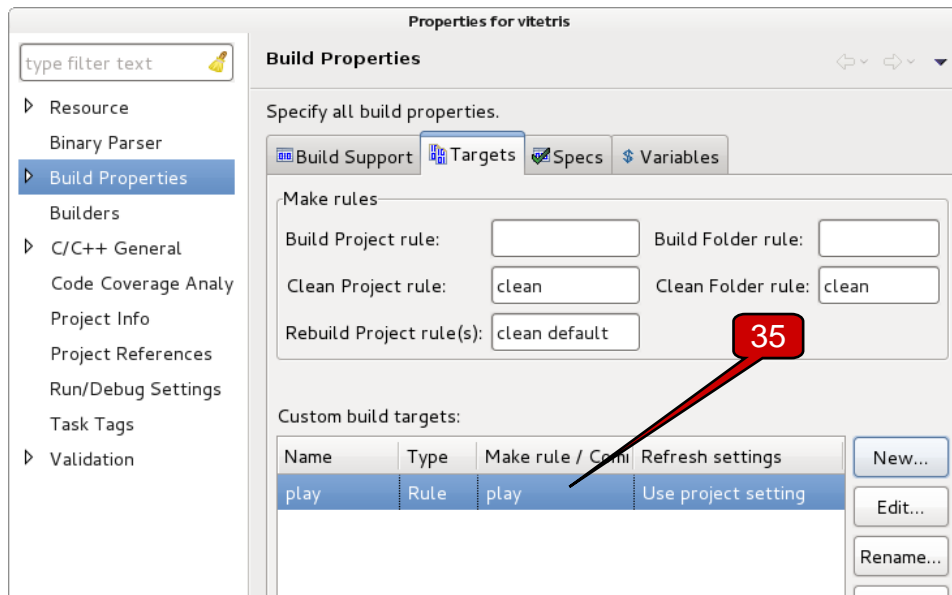 Properties for vitetris
type filter text
Resource
Binary Parser
Build Properties
Builders
C/C++ General
Code Coverage Analy
Project Info
Project References
Run/Debug Settings
Task Tags
Validation
Build Properties
Specify all build properties.
Build Support Targets Specs $ Variables
Make rules
Build Project rule: Build Folder rule:
Clean Project rule: clean Clean Folder rule: clean
Rebuild Project rule(s): clean default
35
Custom build targets:
Name Type Make rule / Refresh settings New...
play Rule play Use project setting
Edit...
Rename...